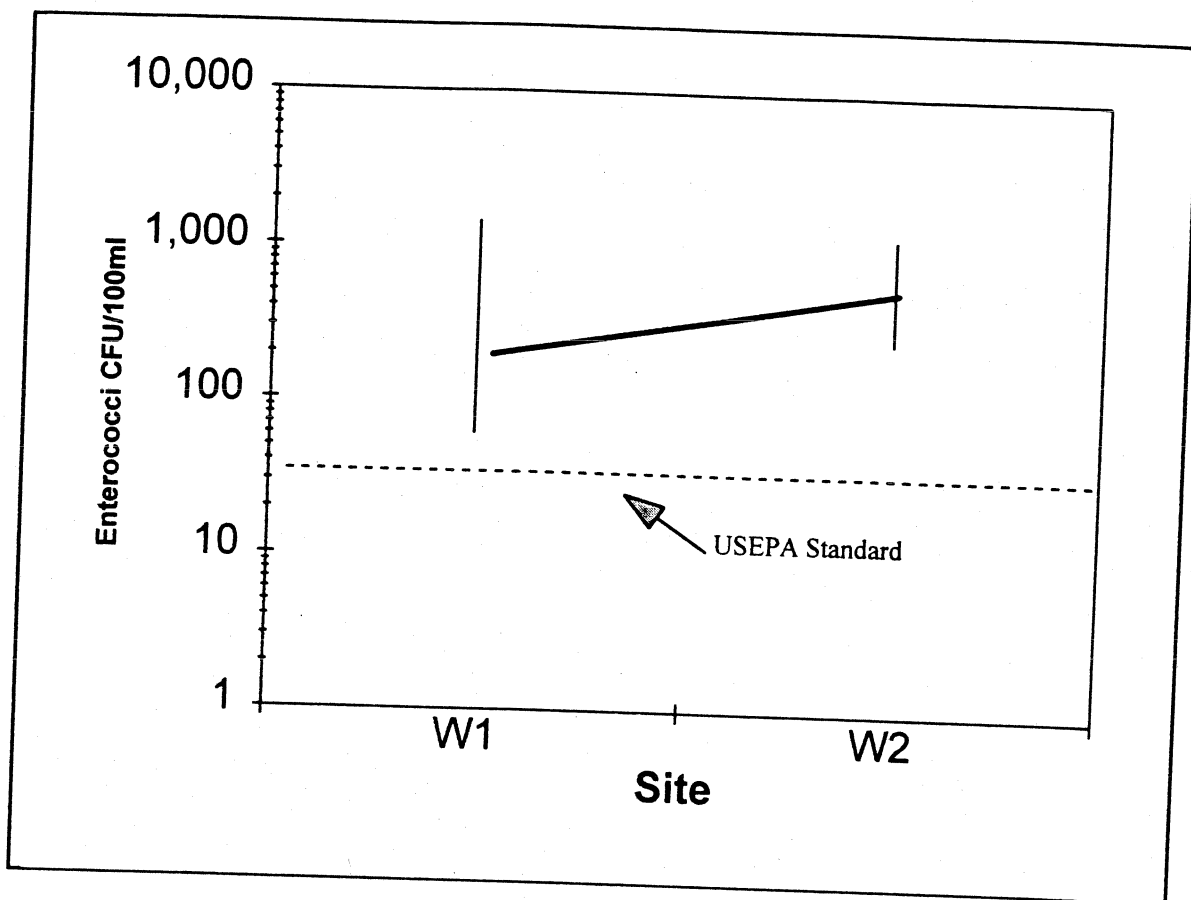 10,000
1,000
100
10
1
Enterococci CFU/100ml
USEPA Standard
W1
W2
Site